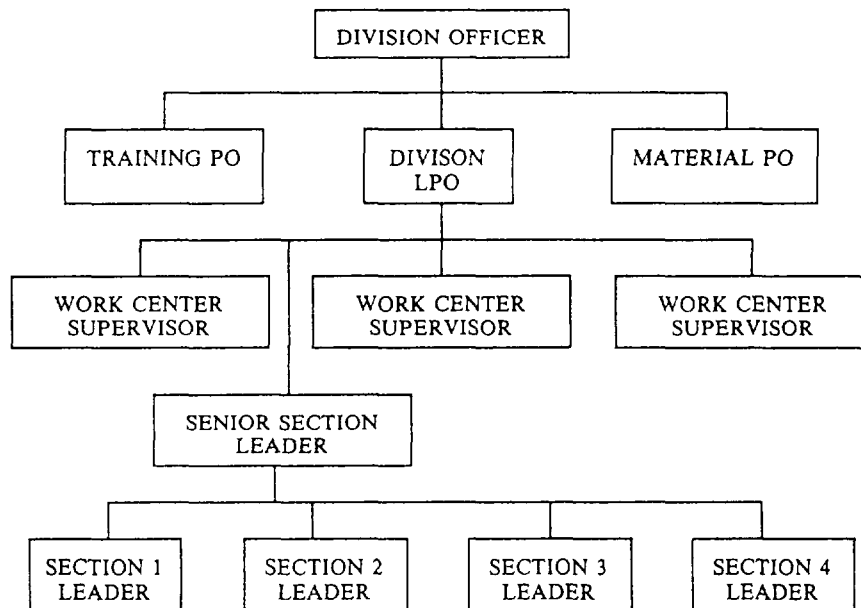 DIVISION OFFICER
TRAINING PO
DIVISON
LPO
MATERIAL PO
WORK CENTER
SUPERVISOR
WORK CENTER
SUPERVISOR
WORK CENTER
SUPERVISOR
SENIOR SECTION
LEADER
SECTION 1
LEADER
SECTION 2
LEADER
SECTION 3
LEADER
SECTION 4
LEADER